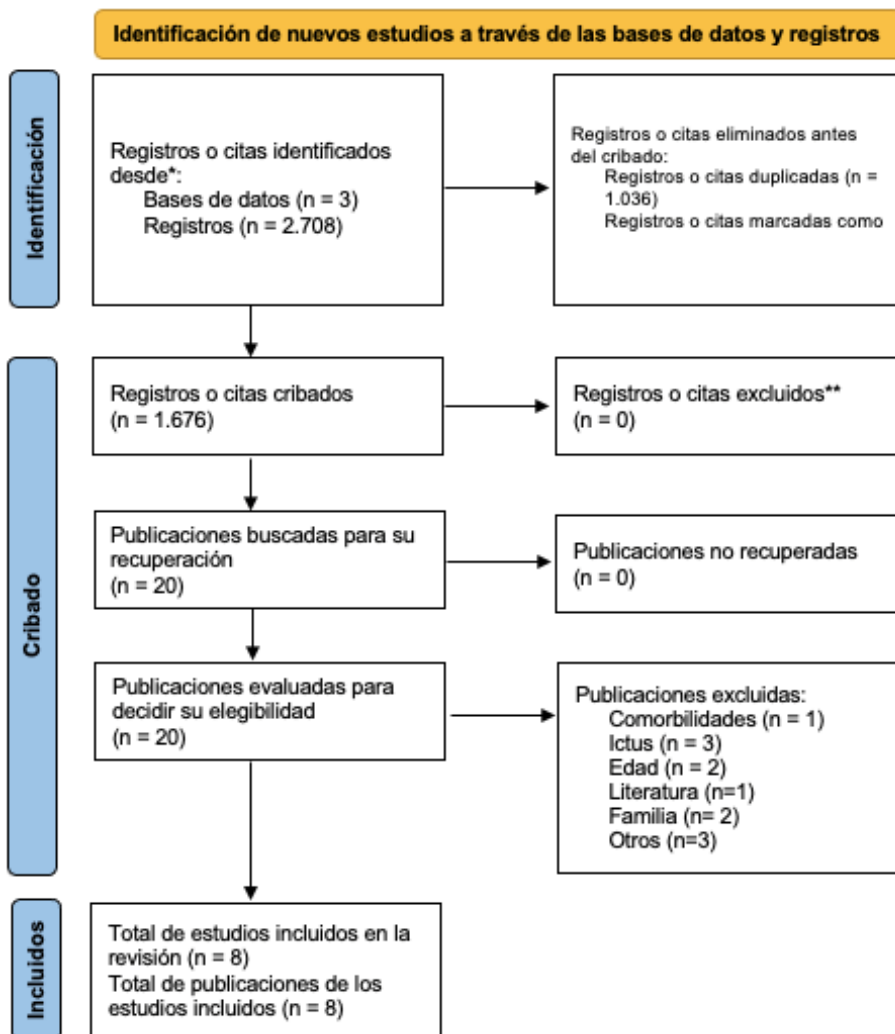 Identificación de nuevos estudios a través de las bases de datos y registros
Identificación
Registros o citas identificados
desde*:
Bases de datos (n = 3)
Registros (n = 2.708)
Registros o citas eliminados antes
del cribado:
Registros o citas duplicadas (n =
1.036)
Registros o citas marcadas como
Cribado
Registros o citas cribados
(n = 1.676)
Registros o citas excluidos**
(n = 0)
Publicaciones buscadas para su
recuperación
(n = 20)
Publicaciones no recuperadas
(n = 0)
Publicaciones evaluadas para
decidir su elegibilidad
(n = 20)
Publicaciones excluidas:
Comorbilidades (n = 1)
Ictus (n = 3)
Edad (n = 2)
Literatura (n=1)
Familia (n= 2)
Otros (n=3)
Incluidos
Total de estudios incluidos en la
revisión (n = 8)
Total de publicaciones de los
estudios incluidos (n = 8)